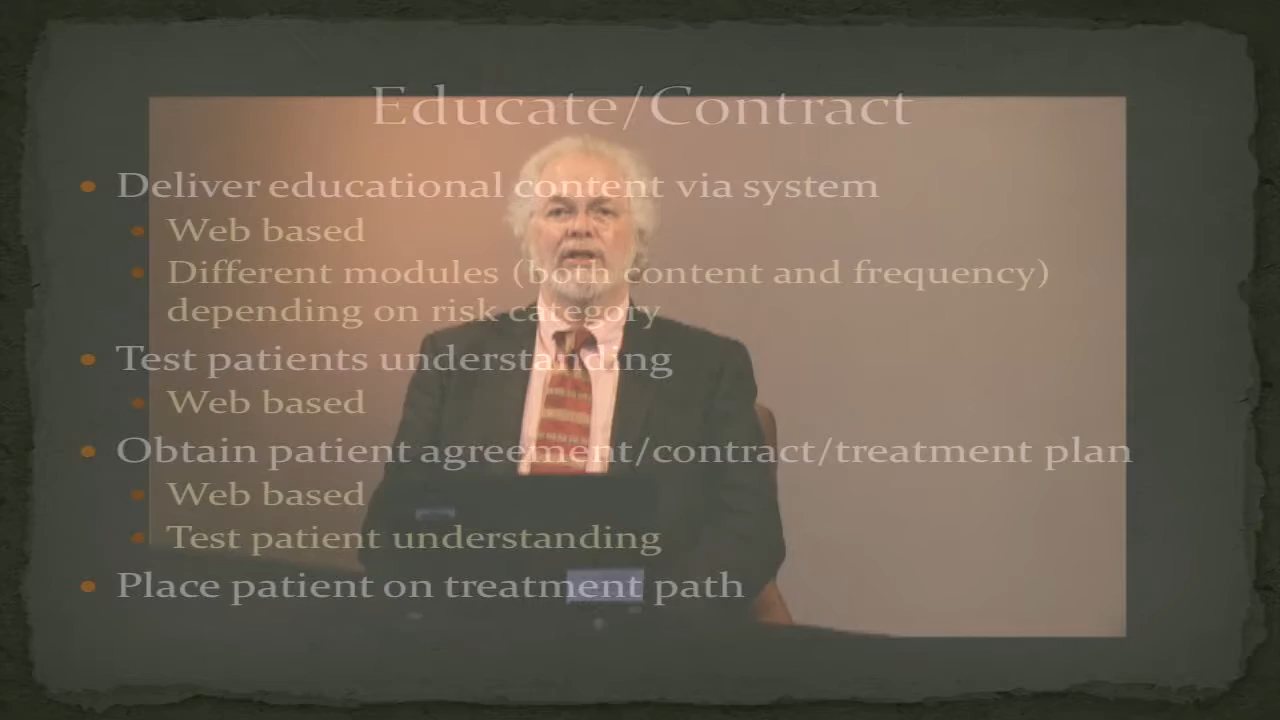 Educate/Contract
Deliver educational content via system
Web based
Different modules (both content and frequency)
depending on risk category
Test patients understanding
Web based
Obtain patient agreement/contract/treatment plan
Web based
Test patient understanding
Place patient on treatment path